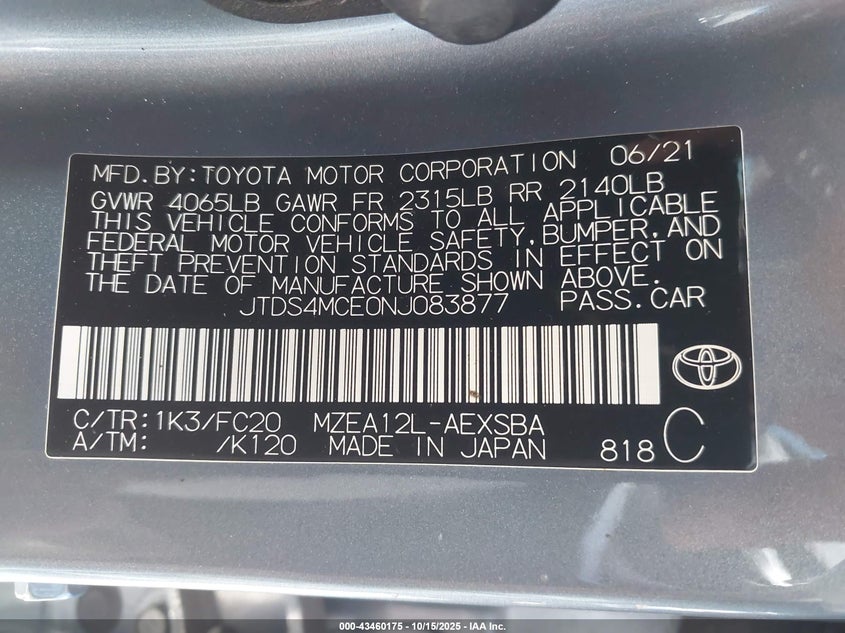 MFD.BY:TOYOTA MOTOR CORPORATION 06/21
GVWR 4065LB GAWR FR 2315LB RR 2140LB
THIS VEHICLE CONFORMS TO ALL APPLICABLE
FEDERAL MOTOR VEHICLE SAFETY,BUMPER,AND
THEFT PREVENTION STANDARDS IN EFFECT ON
THE DATE OF MANUFACTURE SHOWN ABOVE.
JTDS4MCE0NJ083877 PASS.CAR
C/TR:1K3/FC20 MZEA12L-AEXSBA
A/TM: /K120 MADE IN JAPAN 818 C
000-43460175 - 10/15/2025 - IAA Inc.